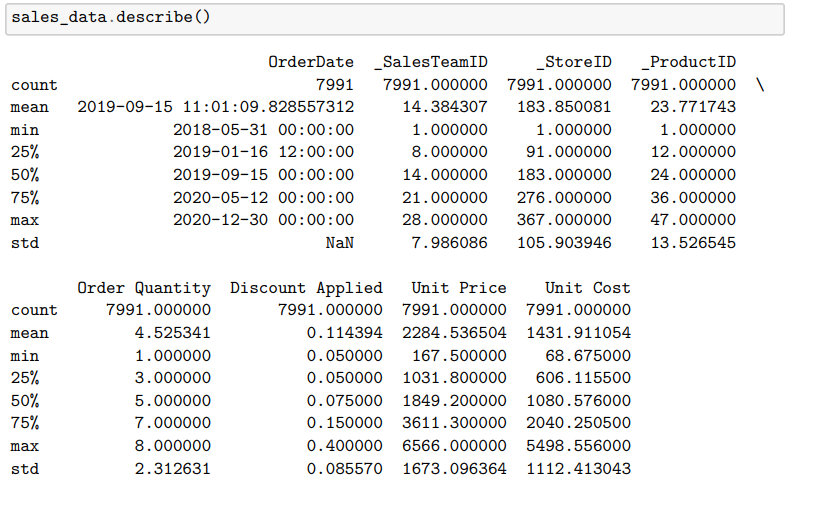 sales_data.describe()
OrderDate _SalesTeamID _StoreID _ProductID
count 7991 7991.000000 7991.000000 7991.000000 \
mean 2019-09-15 11:01:09.828557312 14.384307 183.850081 23.771743
min 2018-05-31 00:00:00 1.000000 1.000000 1.000000
25% 2019-01-16 12:00:00 8.000000 91.000000 12.000000
50% 2019-09-15 00:00:00 14.000000 183.000000 24.000000
75% 2020-05-12 00:00:00 21.000000 276.000000 36.000000
max 2020-12-30 00:00:00 28.000000 367.000000 47.000000
std NaN 7.986086 105.903946 13.526545
Order Quantity Discount Applied Unit Price Unit Cost
count 7991.000000 7991.000000 7991.000000 7991.000000
mean 4.525341 0.114394 2284.536504 1431.911054
min 1.000000 0.050000 167.500000 68.675000
25% 3.000000 0.050000 1031.800000 606.115500
50% 5.000000 0.075000 1849.200000 1080.576000
75% 7.000000 0.150000 3611.300000 2040.250500
max 8.000000 0.400000 6566.000000 5498.556000
std 2.312631 0.085570 1673.096364 1112.413043